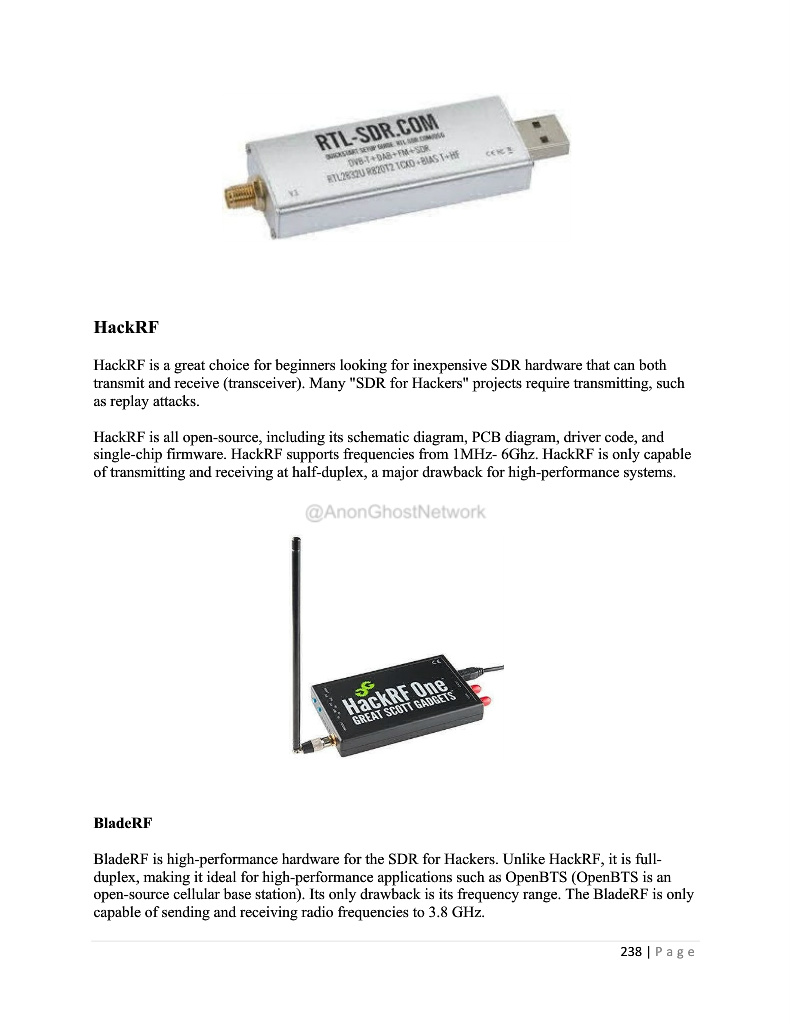 RTL-SDR.COM
QUICKSTART SETUP GUIDE: RTL-SDR.COM/QSG
DVB-T+DAB+FM+SDR
RTL2832U R820T2 TCXO + BIAS T + HF
V3
HackRF
HackRF is a great choice for beginners looking for inexpensive SDR hardware that can both
transmit and receive (transceiver). Many "SDR for Hackers" projects require transmitting, such
as replay attacks.
HackRF is all open-source, including its schematic diagram, PCB diagram, driver code, and
single-chip firmware. HackRF supports frequencies from 1MHz- 6Ghz. HackRF is only capable
of transmitting and receiving at half-duplex, a major drawback for high-performance systems.
@AnonGhostNetwork
HackRF One
GREAT SCOTT GADGETS
BladeRF
BladeRF is high-performance hardware for the SDR for Hackers. Unlike HackRF, it is full-
duplex, making it ideal for high-performance applications such as OpenBTS (OpenBTS is an
open-source cellular base station). Its only drawback is its frequency range. The BladeRF is only
capable of sending and receiving radio frequencies to 3.8 GHz.
238 | Page